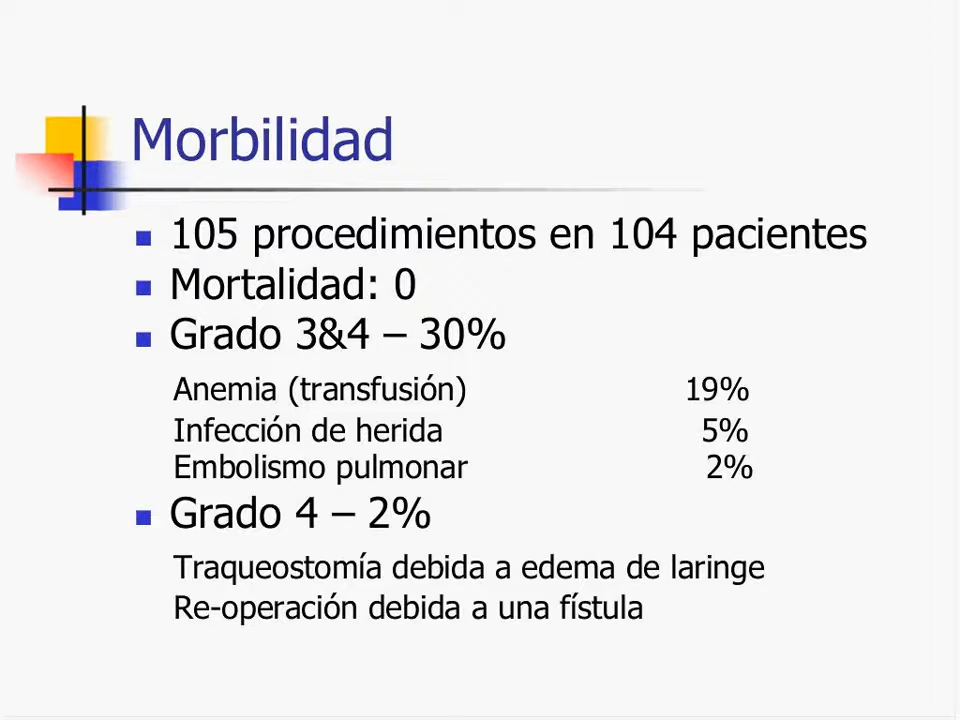 Morbilidad
105 procedimientos en 104 pacientes
Mortalidad: 0
Grado 3&4 – 30%
Anemia (transfusión) 19%
Infección de herida 5%
Embolismo pulmonar 2%
Grado 4 – 2%
Traqueostomía debida a edema de laringe
Re-operación debida a una fístula